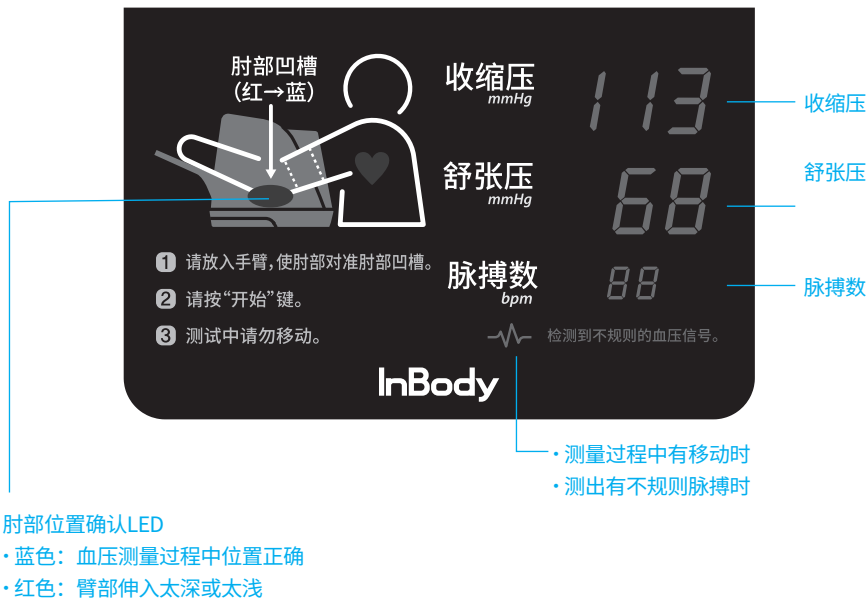 肘部凹槽
（红→蓝）
收缩压
mmHg
113
收缩压
舒张压
mmHg
68
舒张压
脉搏数
bpm
88
脉搏数
1 请放入手臂，使肘部对准肘部凹槽。
2 请按“开始”键。
3 测试中请勿移动。
检测到不规则的血压信号。
InBody
·测量过程中有移动时
·测出有不规则脉搏时
肘部位置确认LED
·蓝色：血压测量过程中位置正确
·红色：臂部伸入太深或太浅